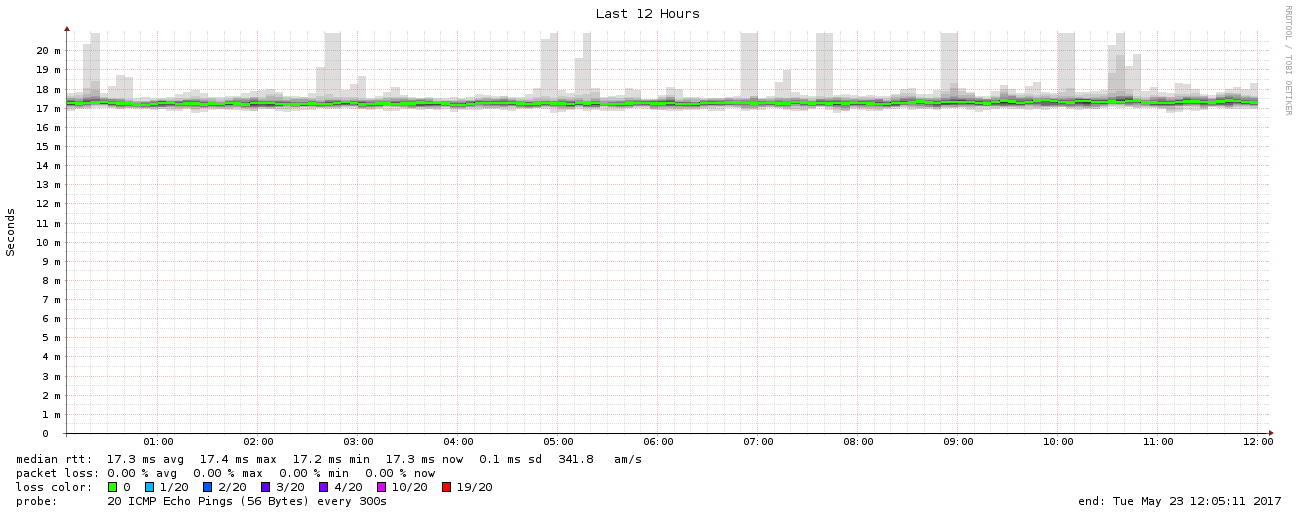 Last 12 Hours
RRDTOOL / TOBI OETIKER
Seconds
20 m
19 m
18 m
17 m
16 m
15 m
14 m
13 m
12 m
11 m
10 m
9 m
8 m
7 m
6 m
5 m
4 m
3 m
2 m
1 m
0
01:00 02:00 03:00 04:00 05:00 06:00 07:00 08:00 09:00 10:00 11:00 12:00
median rtt: 17.3 ms avg 17.4 ms max 17.2 ms min 17.3 ms now 0.1 ms sd 341.8 am/s
packet loss: 0.00 % avg 0.00 % max 0.00 % min 0.00 % now
loss color: 0 1/20 2/20 3/20 4/20 10/20 19/20
probe: 20 ICMP Echo Pings (56 Bytes) every 300s end: Tue May 23 12:05:11 2017